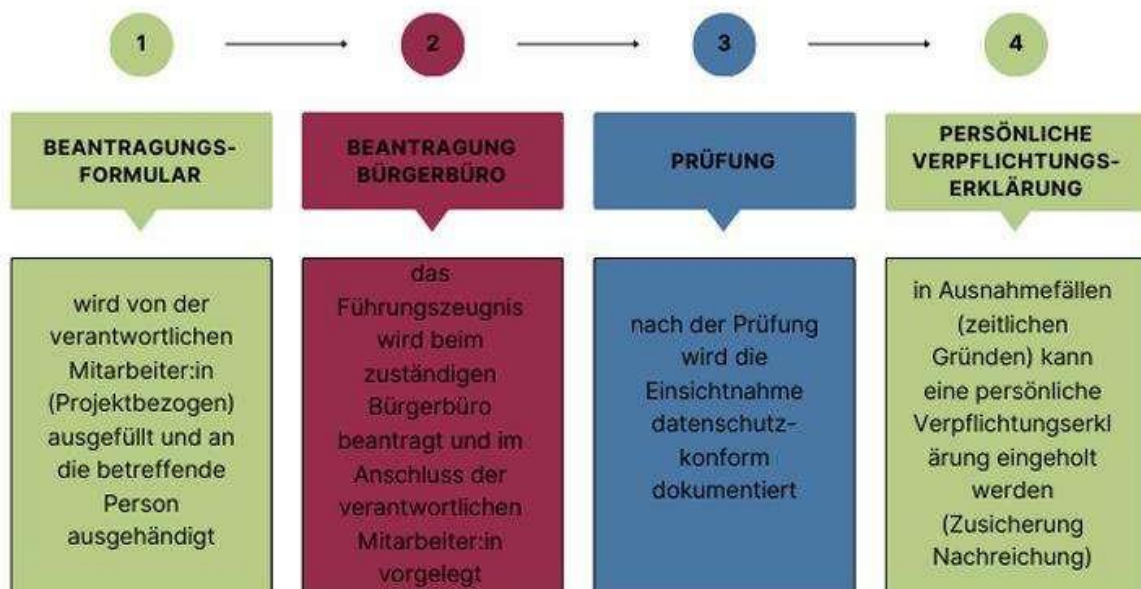 1
2
3
4
BEANTRAGUNGS-
FORMULAR
BEANTRAGUNG
BÜRGERBÜRO
PRÜFUNG
PERSÖNLICHE
VERPFLICHTUNGS-
ERKLÄRUNG
wird von der
verantwortlichen
Mitarbeiter:in
(Projektbezogen)
ausgefüllt und an
die betreffende
Person
ausgehändigt
das
Führungszeugnis
wird beim
zuständigen
Bürgerbüro
beantragt und im
Anschluss der
verantwortlichen
Mitarbeiter:in
vorgelegt
nach der Prüfung
wird die
Einsichtnahme
datenschutz-
konform
dokumentiert
in Ausnahmefällen
(zeitlichen
Gründen) kann
eine persönliche
Verpflichtungserkl
ärung eingeholt
werden
(Zusicherung
Nachreichung)